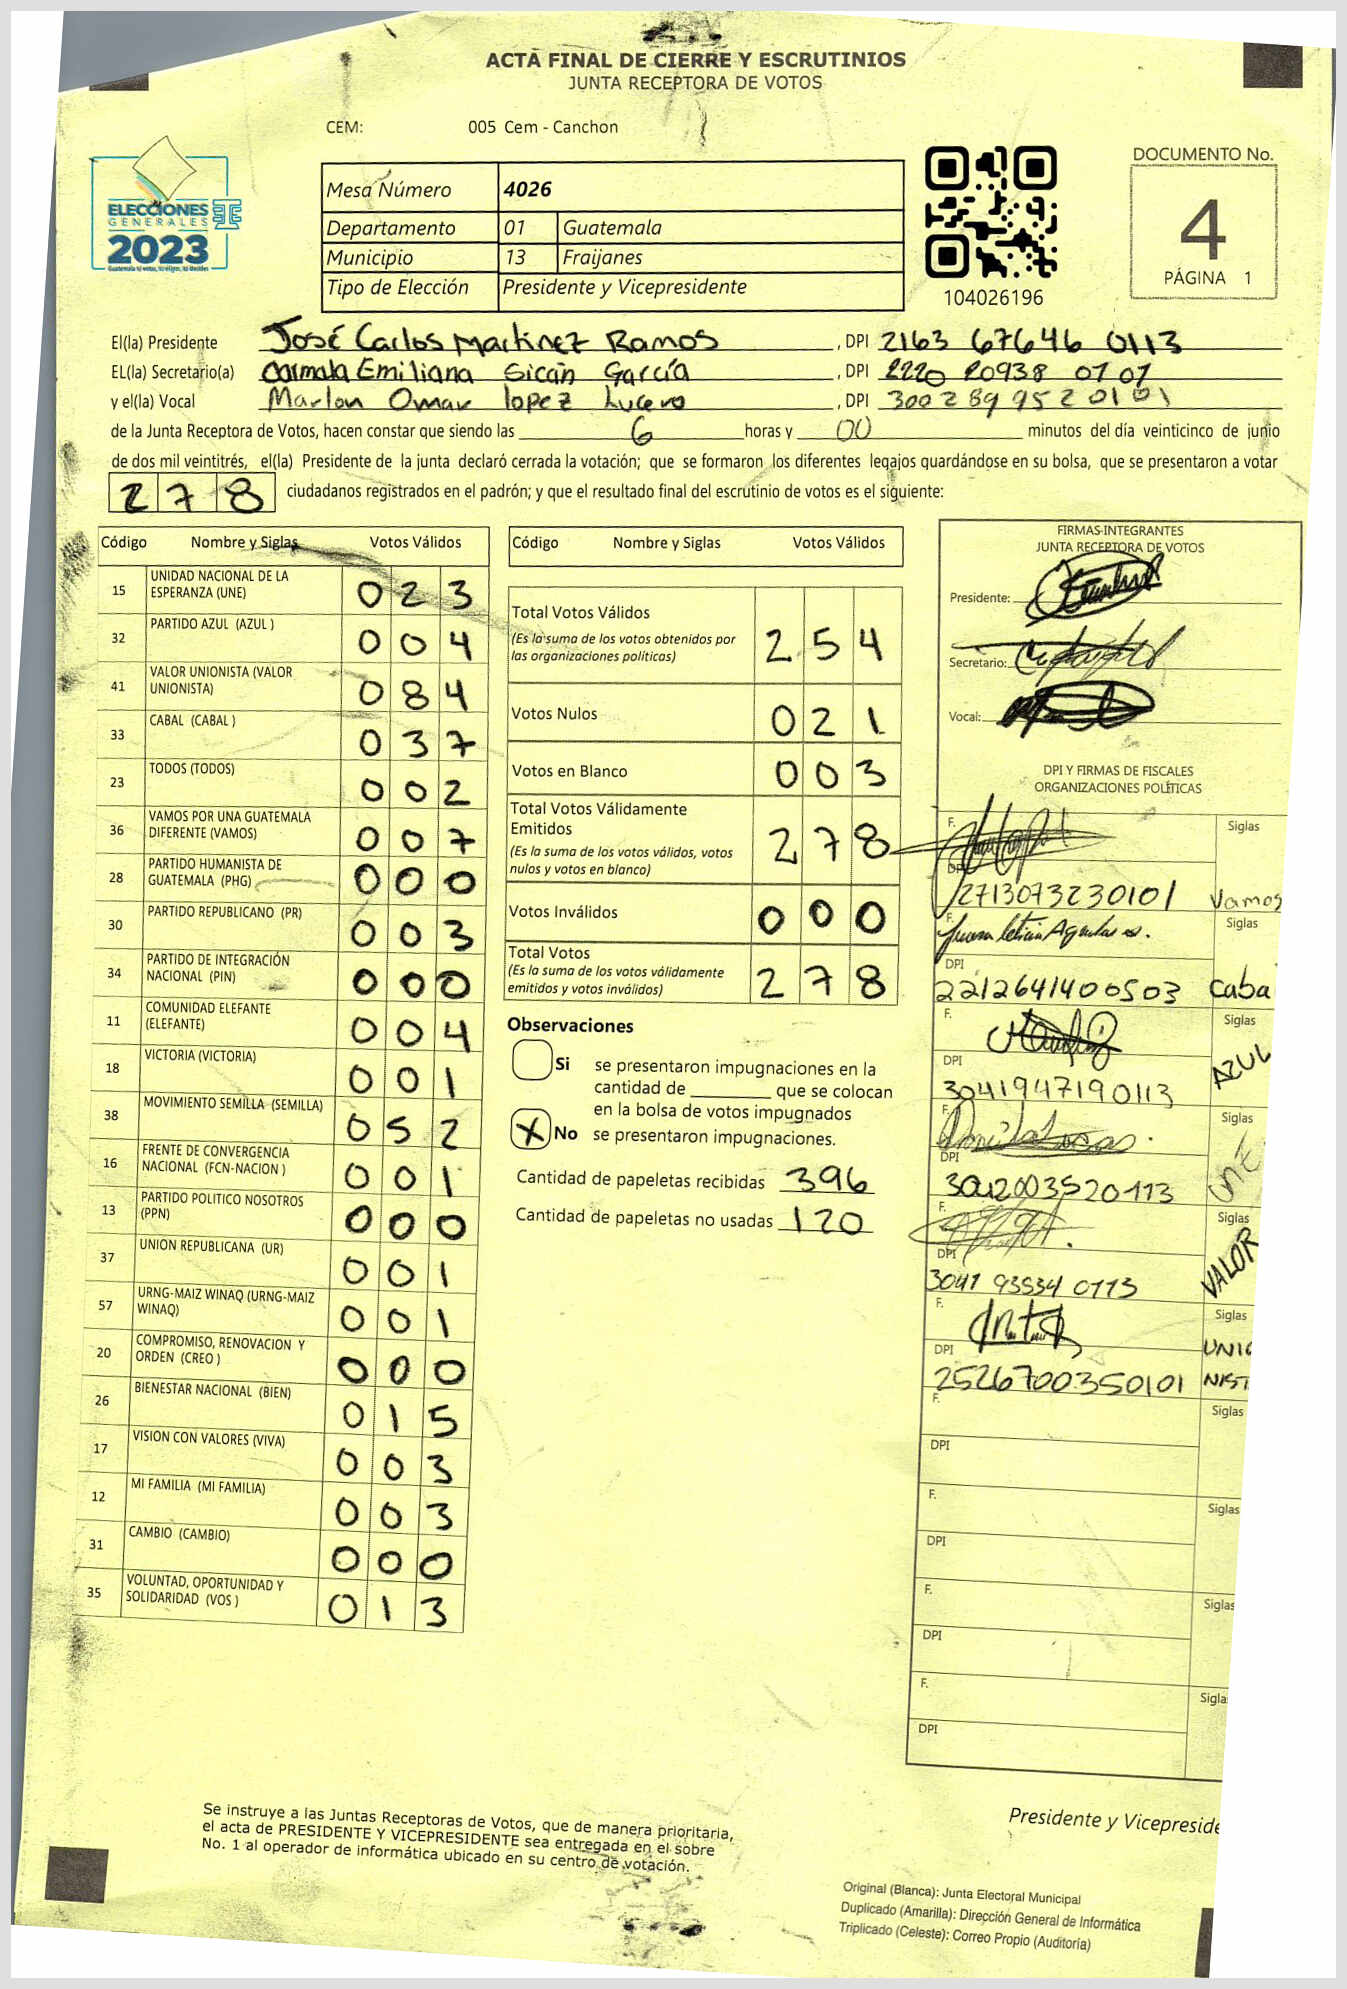 ACTA FINAL DE CIERRE Y ESCRUTINIOS
JUNTA RECEPTORA DE VOTOS
CEM: 005 Cem - Canchon
ELECCIONES
GENERALES
2023
Mesa Número 4026
Departamento 01 Guatemala
Municipio 13 Fraijanes
Tipo de Elección Presidente y Vicepresidente
104026196
DOCUMENTO No.
4
PÁGINA 1
El(la) Presidente José Carlos Martinez Ramos, DPI 2163 67646 0113
EL(la) Secretario(a) Carmala Emiliana Sicán García, DPI 2220 20938 0101
y el(la) Vocal Marlon Omar lopez Lucero, DPI 3002899520101
de la Junta Receptora de Votos, hacen constar que siendo las 6 horas y 00 minutos del día veinticinco de junio
de dos mil veintitrés, el(la) Presidente de la junta declaró cerrada la votación; que se formaron los diferentes legajos guardándose en su bolsa, que se presentaron a votar
278 ciudadanos registrados en el padrón; y que el resultado final del escrutinio de votos es el siguiente:
Código Nombre y Siglas Votos Válidos
15 UNIDAD NACIONAL DE LA ESPERANZA (UNE) 023
32 PARTIDO AZUL (AZUL ) 004
41 VALOR UNIONISTA (VALOR UNIONISTA) 084
33 CABAL (CABAL ) 037
23 TODOS (TODOS) 002
36 VAMOS POR UNA GUATEMALA DIFERENTE (VAMOS) 007
28 PARTIDO HUMANISTA DE GUATEMALA (PHG) 000
30 PARTIDO REPUBLICANO (PR) 003
34 PARTIDO DE INTEGRACIÓN NACIONAL (PIN) 000
11 COMUNIDAD ELEFANTE (ELEFANTE) 004
18 VICTORIA (VICTORIA) 001
38 MOVIMIENTO SEMILLA (SEMILLA) 052
16 FRENTE DE CONVERGENCIA NACIONAL (FCN-NACION ) 001
13 PARTIDO POLITICO NOSOTROS (PPN) 000
37 UNION REPUBLICANA (UR) 001
57 URNG-MAIZ WINAQ (URNG-MAIZ WINAQ) 001
20 COMPROMISO, RENOVACION Y ORDEN (CREO ) 000
26 BIENESTAR NACIONAL (BIEN) 015
17 VISION CON VALORES (VIVA) 003
12 MI FAMILIA (MI FAMILIA) 003
31 CAMBIO (CAMBIO) 000
35 VOLUNTAD, OPORTUNIDAD Y SOLIDARIDAD (VOS ) 013
Código Nombre y Siglas Votos Válidos
Total Votos Válidos 254
(Es la suma de los votos obtenidos por las organizaciones políticas)
Votos Nulos 021
Votos en Blanco 003
Total Votos Válidamente Emitidos 278
(Es la suma de los votos válidos, votos nulos y votos en blanco)
Votos Inválidos 000
Total Votos 278
(Es la suma de los votos válidamente emitidos y votos inválidos)
Observaciones
Si se presentaron impugnaciones en la
cantidad de ________ que se colocan
en la bolsa de votos impugnados
X No se presentaron impugnaciones.
Cantidad de papeletas recibidas 396
Cantidad de papeletas no usadas 120
FIRMAS-INTEGRANTES
JUNTA RECEPTORA DE VOTOS
Presidente:
Secretario:
Vocal:
DPI Y FIRMAS DE FISCALES
ORGANIZACIONES POLÍTICAS
F. Siglas
DPI 2713073230101 Vamos
F. Siglas
DPI 2212641400503 Caba
F. Siglas
DPI 3041947190113 AZUL
F. Siglas
DPI 3042003520113 UNE
F. Siglas
DPI 3041 93534 0113 VALOR
F. Siglas
DPI 2526700350101 UNIO NIST
F. Siglas
DPI
F. Siglas
DPI
F. Siglas
DPI
F. Sigla
DPI
Se instruye a las Juntas Receptoras de Votos, que de manera prioritaria,
el acta de PRESIDENTE Y VICEPRESIDENTE sea entregada en el sobre
No. 1 al operador de informática ubicado en su centro de votación.
Presidente y Vicepreside
Original (Blanca): Junta Electoral Municipal
Duplicado (Amarilla): Dirección General de Informática
Triplicado (Celeste): Correo Propio (Auditoría)